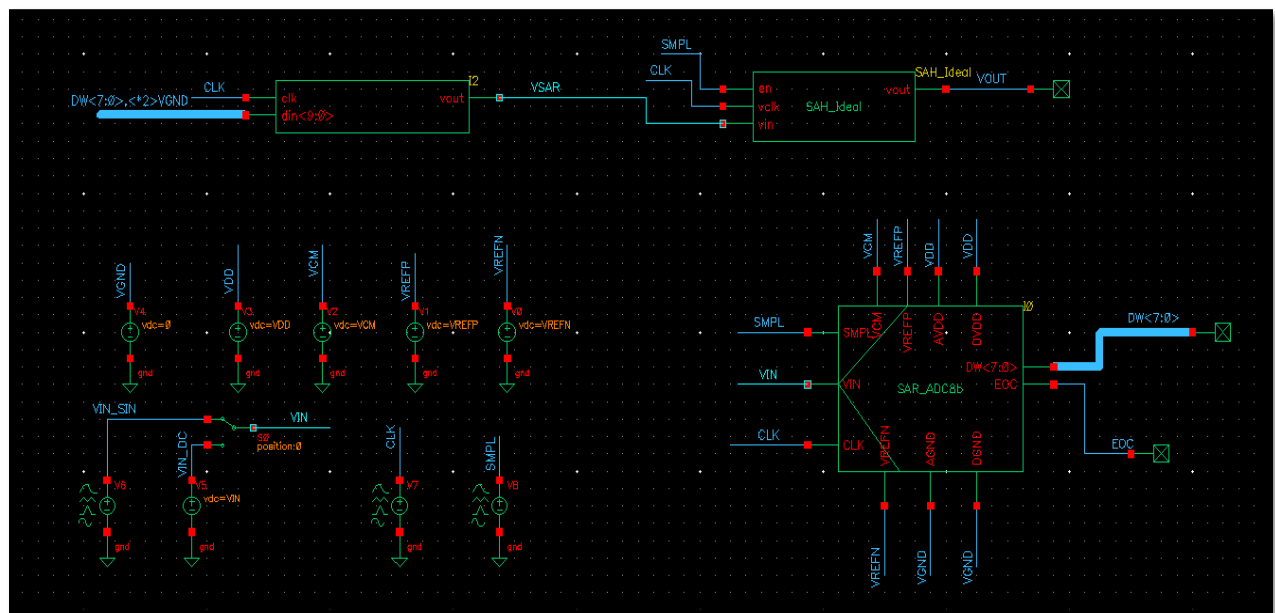 SMPL
SAH_Ideal
VOUT
CLK
I2
CLK
VSAR
en
DW<7:0>,<*2>VGND
clk
vout
vclk
SAH_Ideal
vout
din<9:0>
vin
VGND
VDD
VCM
VREFP
VREFN
VCM
VREFP
VDD
VDD
V4
V3
V2
V1
V0
I0
vdc=0
vdc=VDD
vdc=VCM
vdc=VREFP
vdc=VREFN
SMPL
SMPL
VCM
VREFP
AVDD
DVDD
DW<7:0>
gnd
gnd
gnd
gnd
gnd
DW<7:0>
VIN
VIN
SAR_ADC8b
EOC
VIN_SIN
VIN
S0
position:0
VIN_DC
CLK
SMPL
CLK
CLK
VREFN
AGND
DGND
EOC
V6
V5
vdc=VIN
V7
V8
gnd
gnd
gnd
gnd
VREFN
VGND
VGND